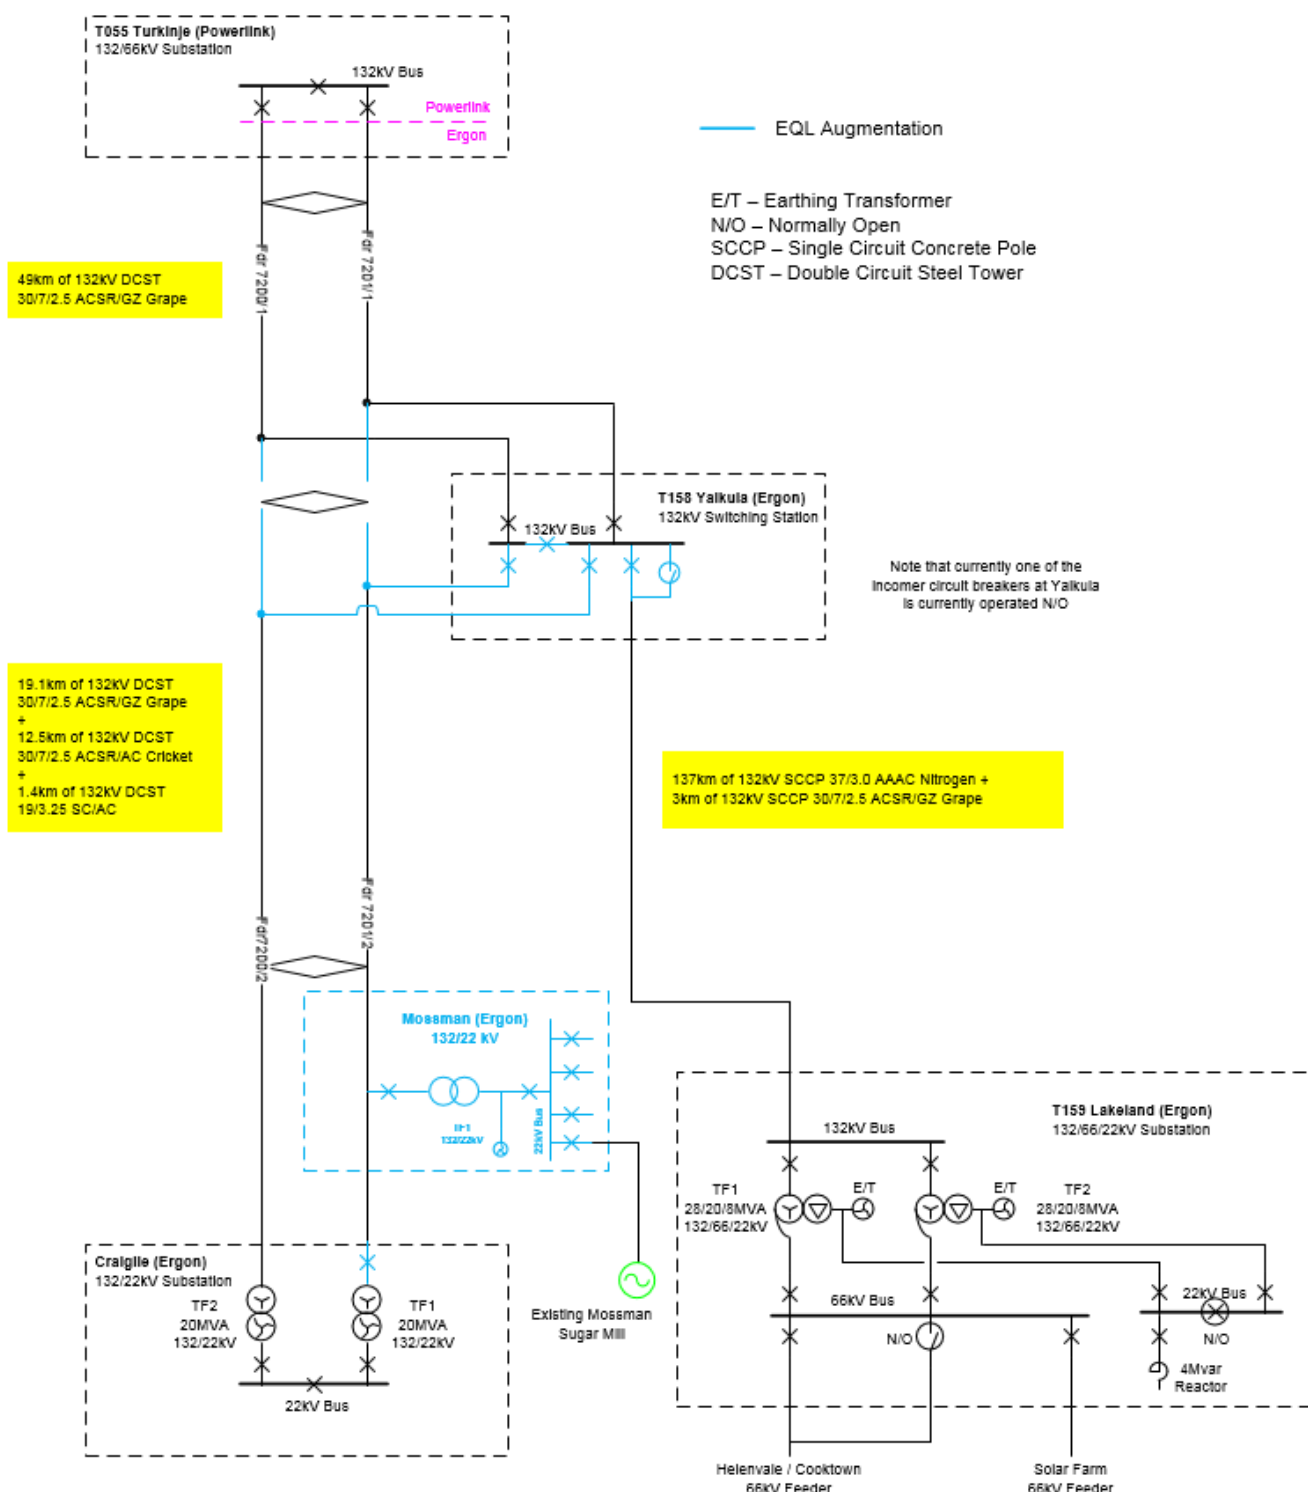 T055 Turkinje (Powerlink)
132/66kV Substation
132kV Bus
Powerlink
Ergon
EQL Augmentation
E/T – Earthing Transformer
N/O – Normally Open
SCCP – Single Circuit Concrete Pole
DCST – Double Circuit Steel Tower
Fdr 7200/1
Fdr 7201/1
49km of 132kV DCST
30/7/2.5 ACSR/GZ Grape
T158 Yalkula (Ergon)
132kV Switching Station
132kV Bus
Note that currently one of the
incomer circuit breakers at Yalkula
is currently operated N/O
19.1km of 132kV DCST
30/7/2.5 ACSR/GZ Grape
+
12.5km of 132kV DCST
30/7/2.5 ACSR/AC Cricket
+
1.4km of 132kV DCST
19/3.25 SC/AC
137km of 132kV SCCP 37/3.0 AAAC Nitrogen +
3km of 132kV SCCP 30/7/2.5 ACSR/GZ Grape
Fdr7200/2
Fdr 7201/2
Mossman (Ergon)
132/22 kV
TF1
132/22kV
22kV Bus
T159 Lakeland (Ergon)
132/66/22kV Substation
132kV Bus
TF1
28/20/8MVA
132/66/22kV
E/T
E/T
TF2
28/20/8MVA
132/66/22kV
66kV Bus
N/O
22kV Bus
N/O
4Mvar
Reactor
Craiglie (Ergon)
132/22kV Substation
TF2
20MVA
132/22kV
TF1
20MVA
132/22kV
22kV Bus
Existing Mossman
Sugar Mill
Helenvale / Cooktown
66kV Feeder
Solar Farm
66kV Feeder